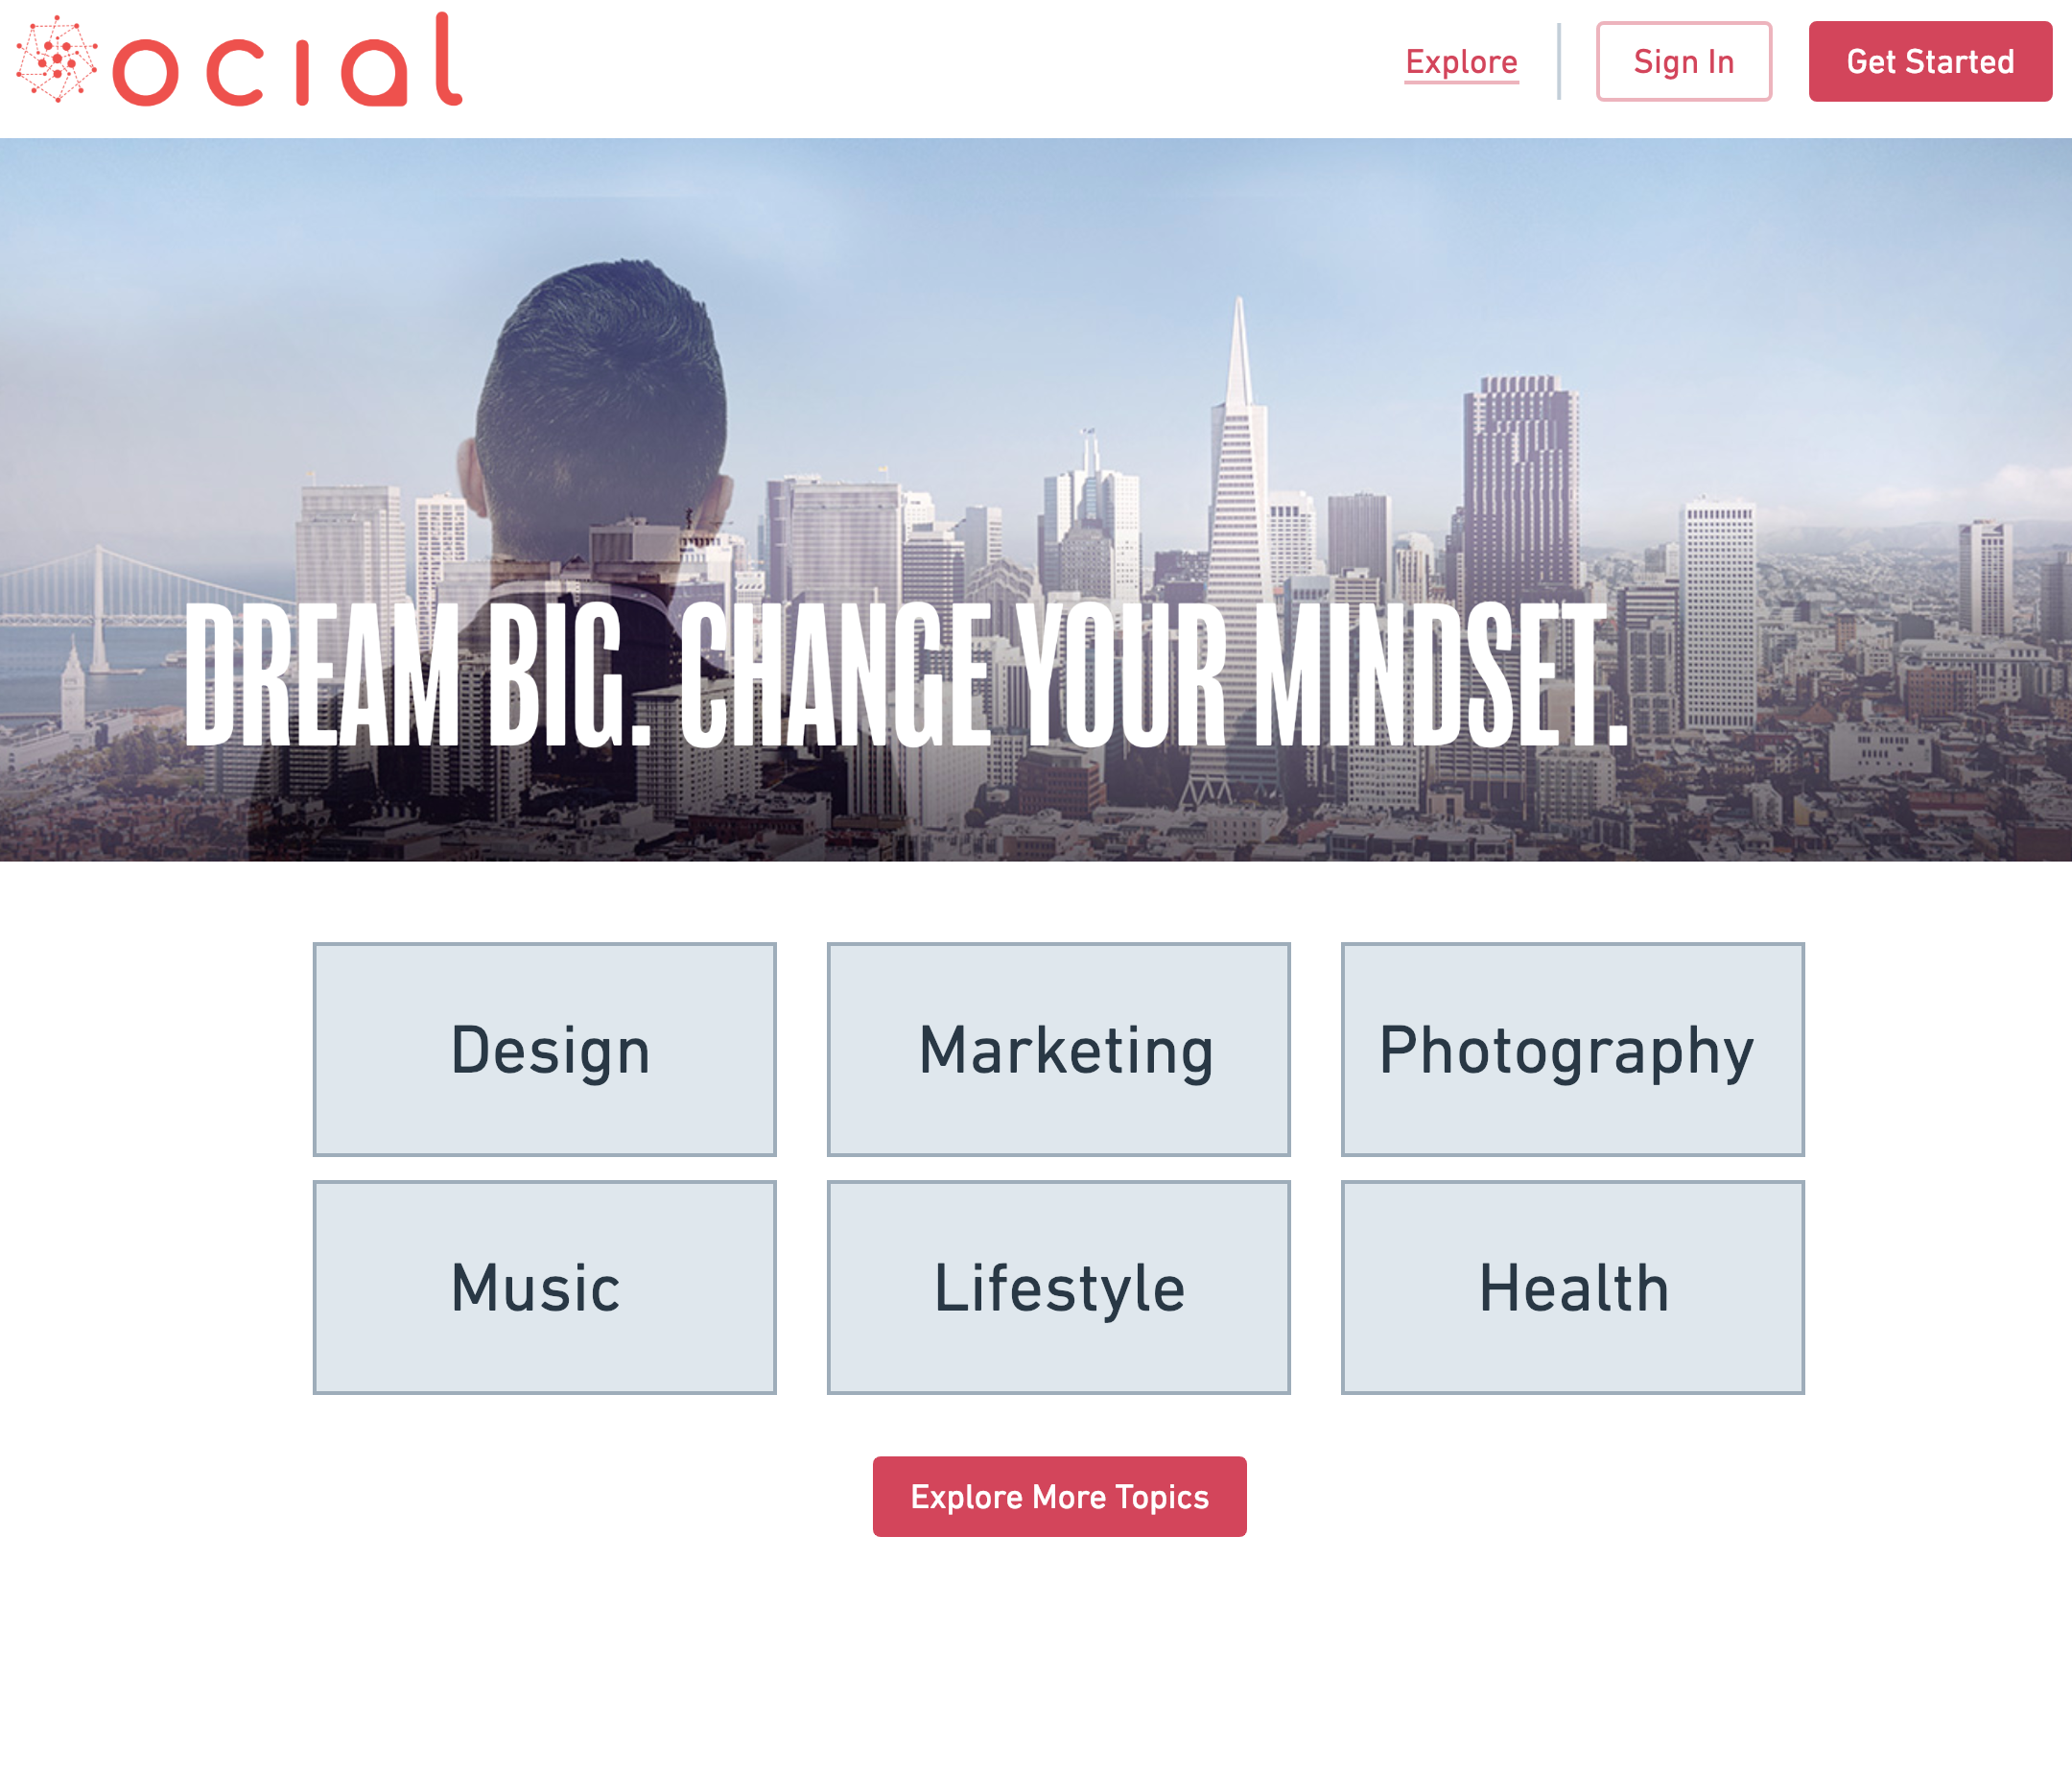 ocial
Explore
Sign In
Get Started
DREAM BIG. CHANGE YOUR MINDSET.
Design
Marketing
Photography
Music
Lifestyle
Health
Explore More Topics